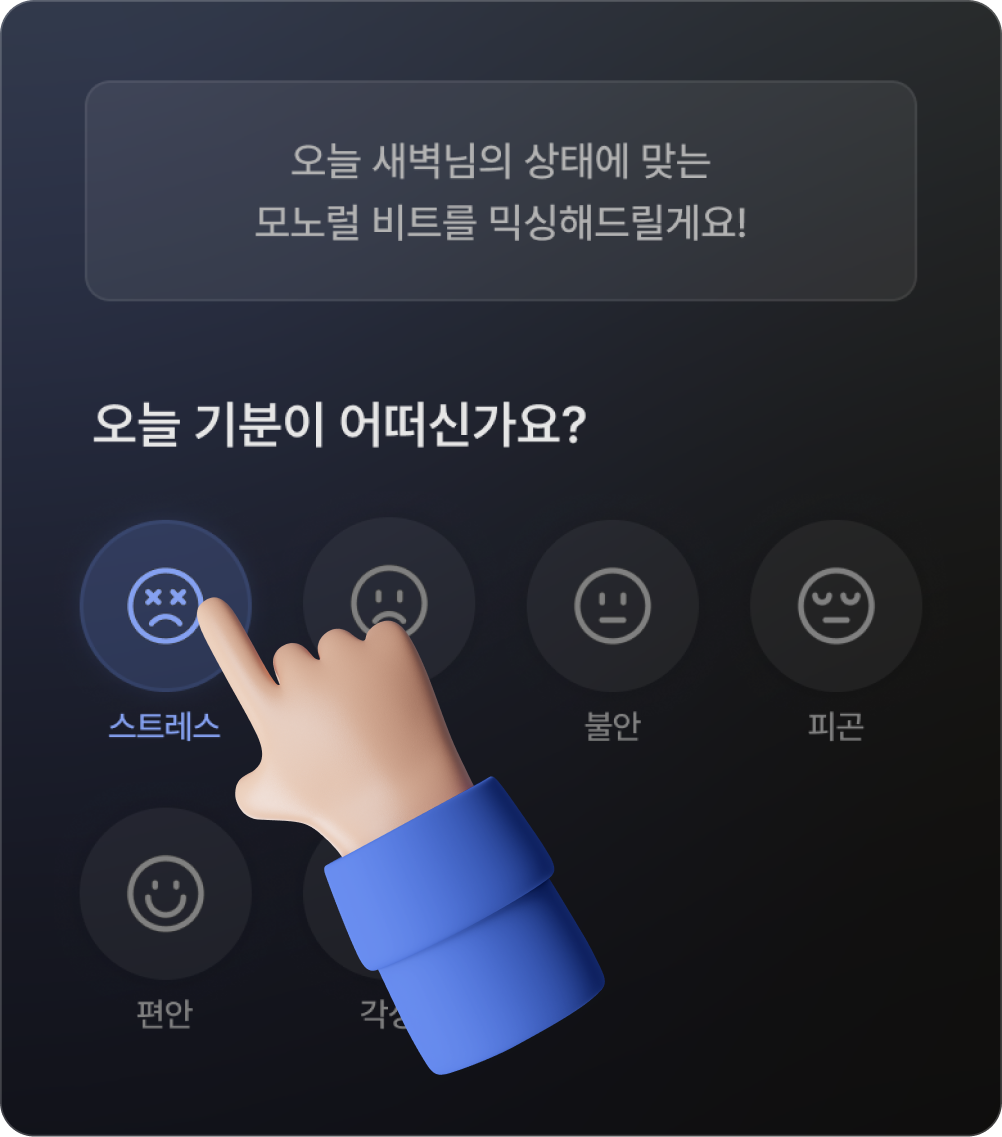 오늘 새벽님의 상태에 맞는
모노럴 비트를 믹싱해드릴게요!
오늘 기분이 어떠신가요?
스트레스
불안
피곤
편안